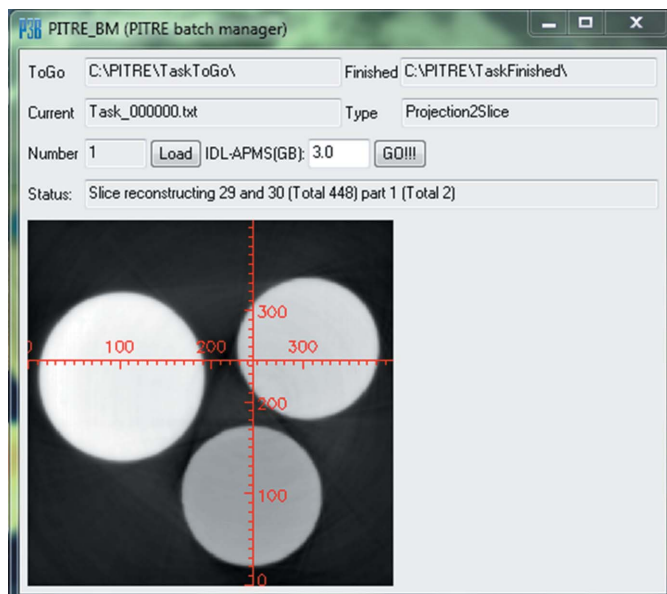 P3B PITRE_BM (PITRE batch manager)
ToGo C:\PITRE\TaskToGo\ Finished C:\PITRE\TaskFinished\
Current Task_000000.txt Type Projection2Slice
Number 1 Load IDL-APMS(GB): 3.0 GO!!!
Status: Slice reconstructing 29 and 30 (Total 448) part 1 (Total 2)
300
0 100 200 300
200
100
0